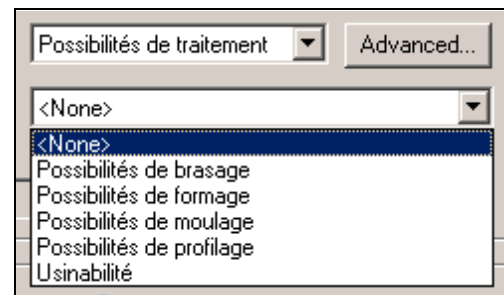 Possibilités de traitement Advanced...
<None>
<None>
Possibilités de brasage
Possibilités de formage
Possibilités de moulage
Possibilités de profilage
Usinabilité